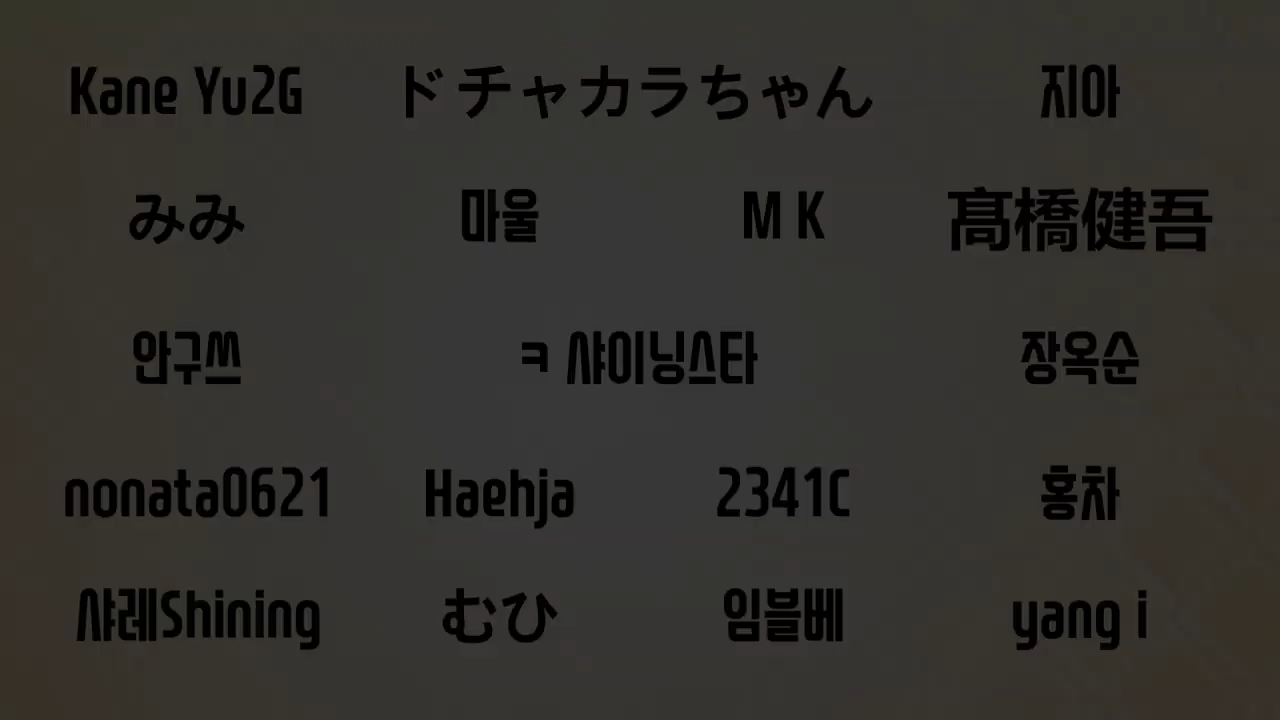 Kane Yu2G ドチャカラちゃん 지아
みみ 마울 M K 髙橋健吾
안구쓰 ㅋ 샤이닝스타 장옥순
nonata0621 Haehja 2341C 홍차
샤레Shining むひ 임블베 yang i